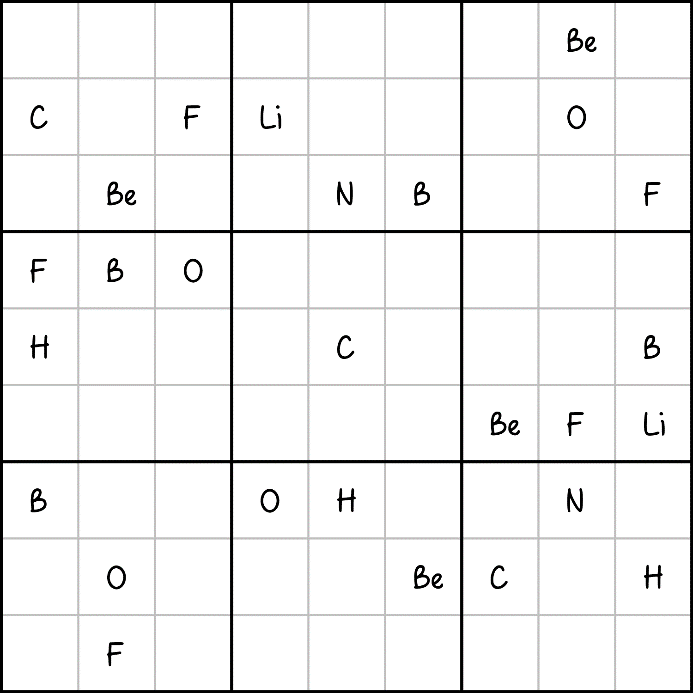 Be
C F Li O
Be N B F
F B O
H C B
Be F Li
B O H N
O Be C H
F